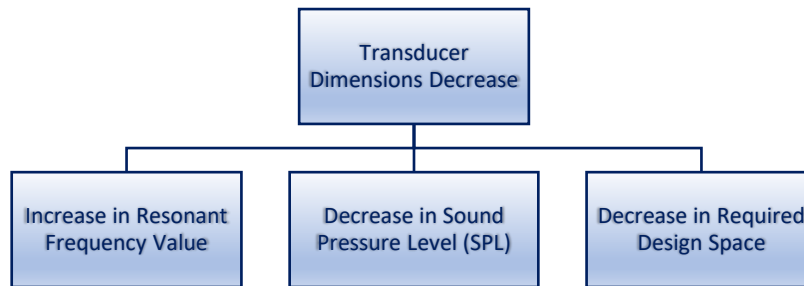 Transducer
Dimensions Decrease
Increase in Resonant
Frequency Value
Decrease in Sound
Pressure Level (SPL)
Decrease in Required
Design Space